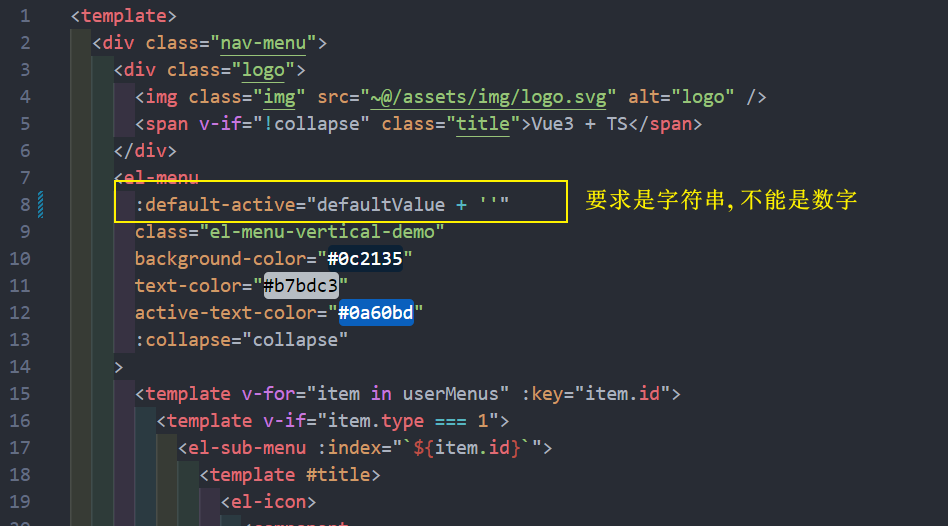 1 <template>
2 <div class="nav-menu">
3 <div class="logo">
4 <img class="img" src="~@/assets/img/logo.svg" alt="logo" />
5 <span v-if="!collapse" class="title">Vue3 + TS</span>
6 </div>
7 <el-menu
8 :default-active="defaultValue + ''" 要求是字符串, 不能是数字
9 class="el-menu-vertical-demo"
10 background-color="#0c2135"
11 text-color="#b7bdc3"
12 active-text-color="#0a60bd"
13 :collapse="collapse"
14 >
15 <template v-for="item in userMenus" :key="item.id">
16 <template v-if="item.type === 1">
17 <el-sub-menu :index="`${item.id}`">
18 <template #title>
19 <el-icon>